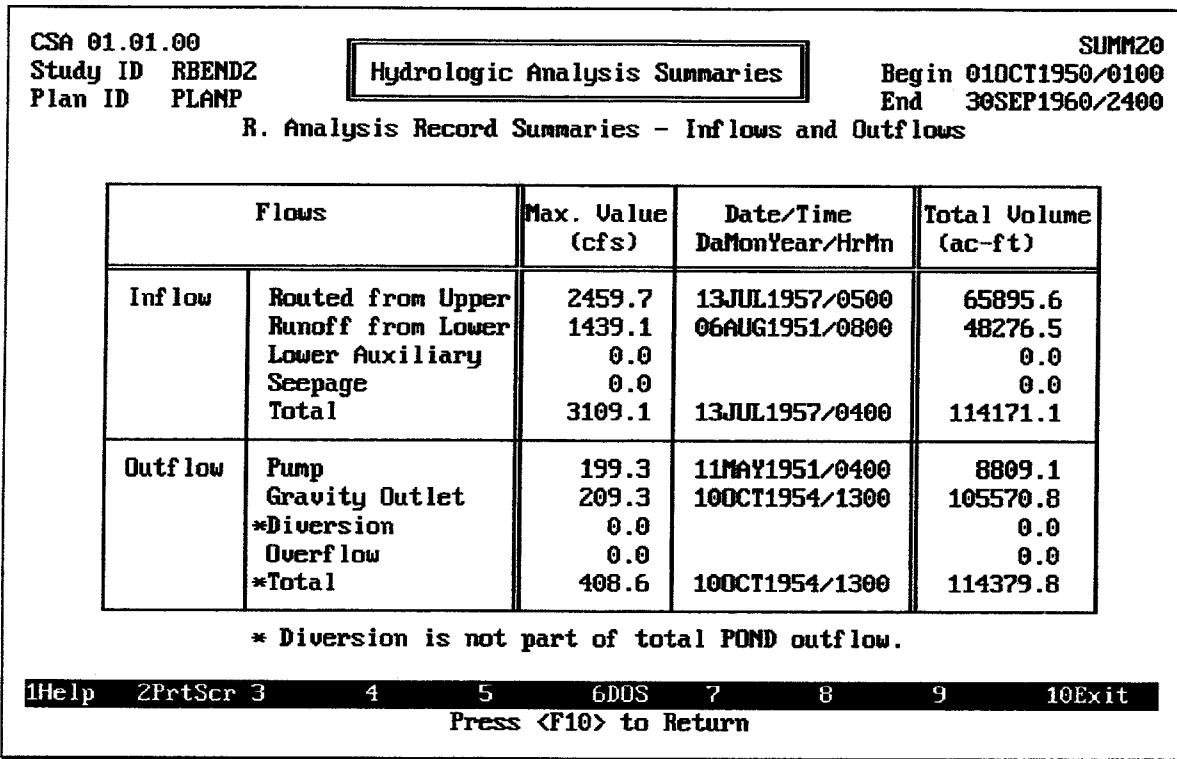 CSA 01.01.00 SUMM20
Study ID RBENDZ Hydrologic Analysis Summaries Begin 01OCT1950/0100
Plan ID PLANP End 30SEP1960/2400
R. Analysis Record Summaries - Inflows and Outflows
Flows Max. Value Date/Time Total Volume
(cfs) DaMonYear/HrMn (ac-ft)
Inflow Routed from Upper 2459.7 13JUL1957/0500 65895.6
Runoff from Lower 1439.1 06AUG1951/0800 48276.5
Lower Auxiliary 0.0 0.0
Seepage 0.0 0.0
Total 3109.1 13JUL1957/0400 114171.1
Outflow Pump 199.3 11MAY1951/0400 8809.1
Gravity Outlet 209.3 10OCT1954/1300 105570.8
*Diversion 0.0 0.0
Overflow 0.0 0.0
*Total 408.6 10OCT1954/1300 114379.8
* Diversion is not part of total POND outflow.
1Help 2PrtScr 3 4 5 6DOS 7 8 9 10Exit
Press <F10> to Return